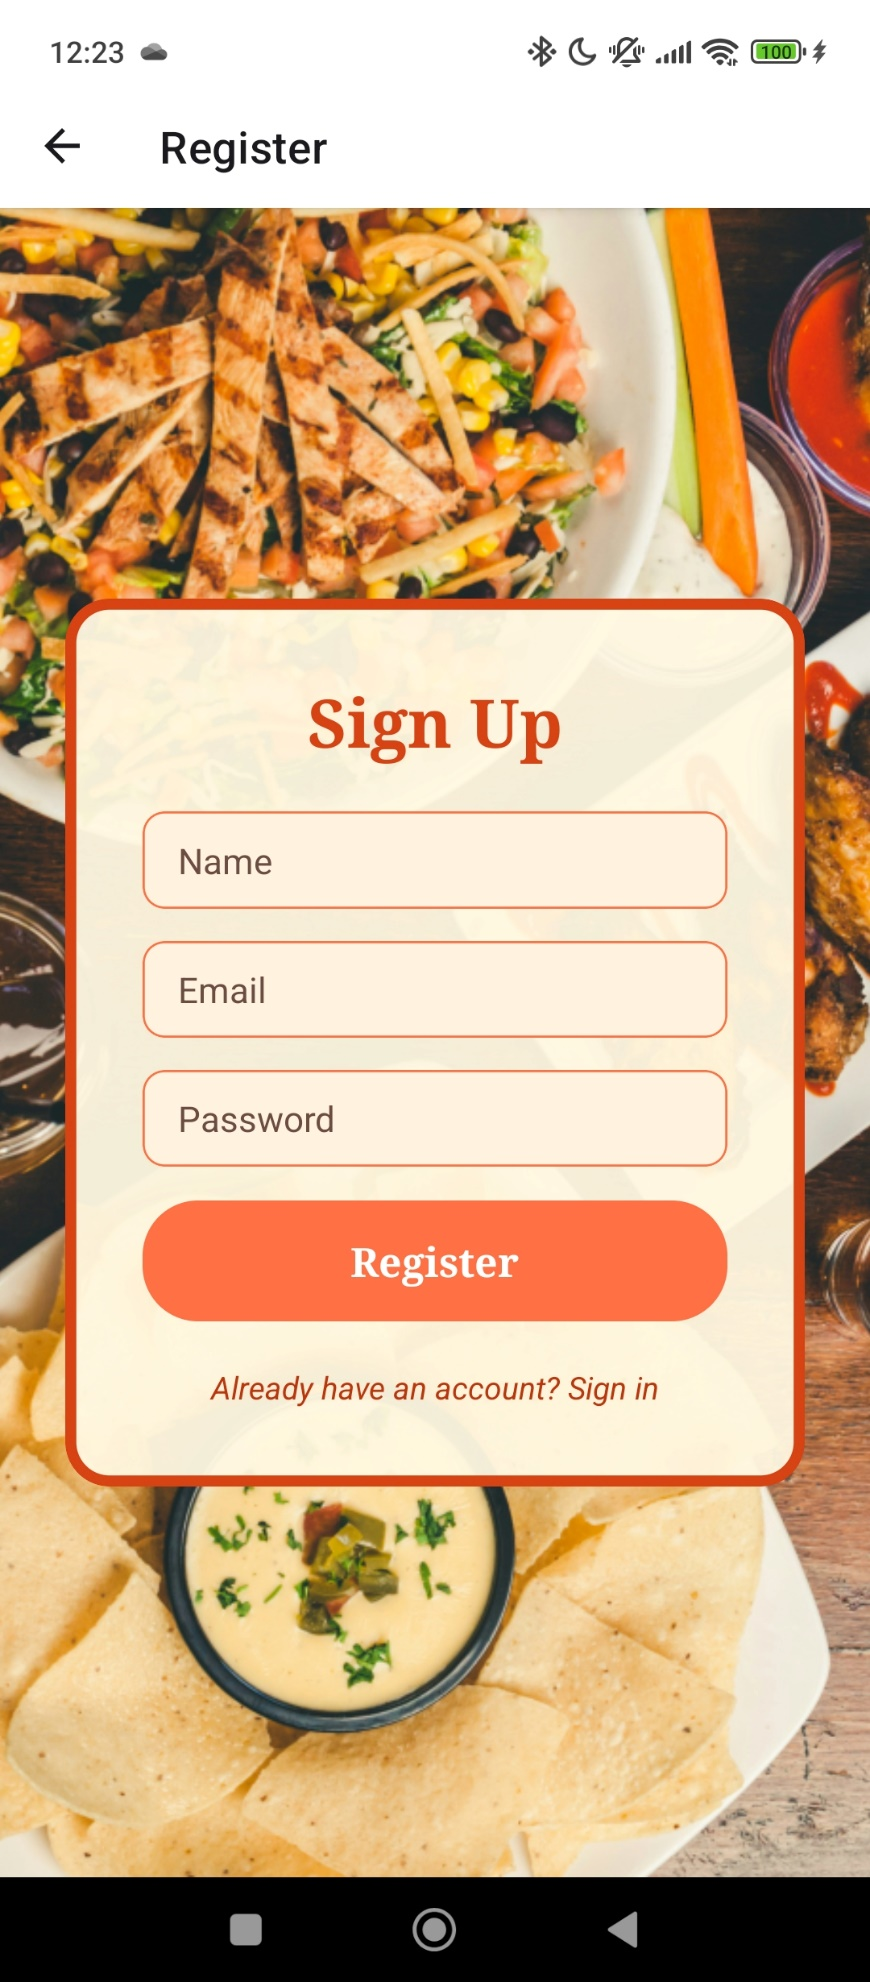 12:23
100
Register
Sign Up
Name
Email
Password
Register
Already have an account? Sign in